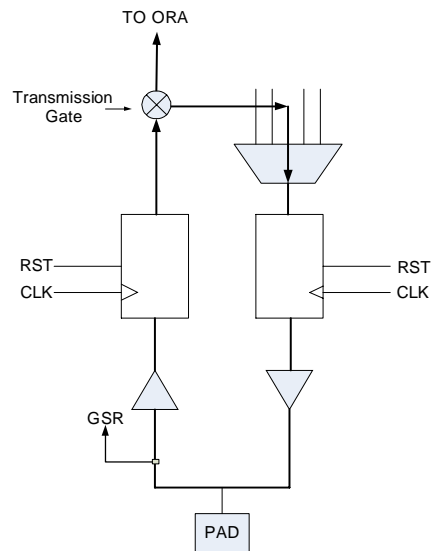 TO ORA
Transmission
Gate
RST
CLK
RST
CLK
GSR
PAD